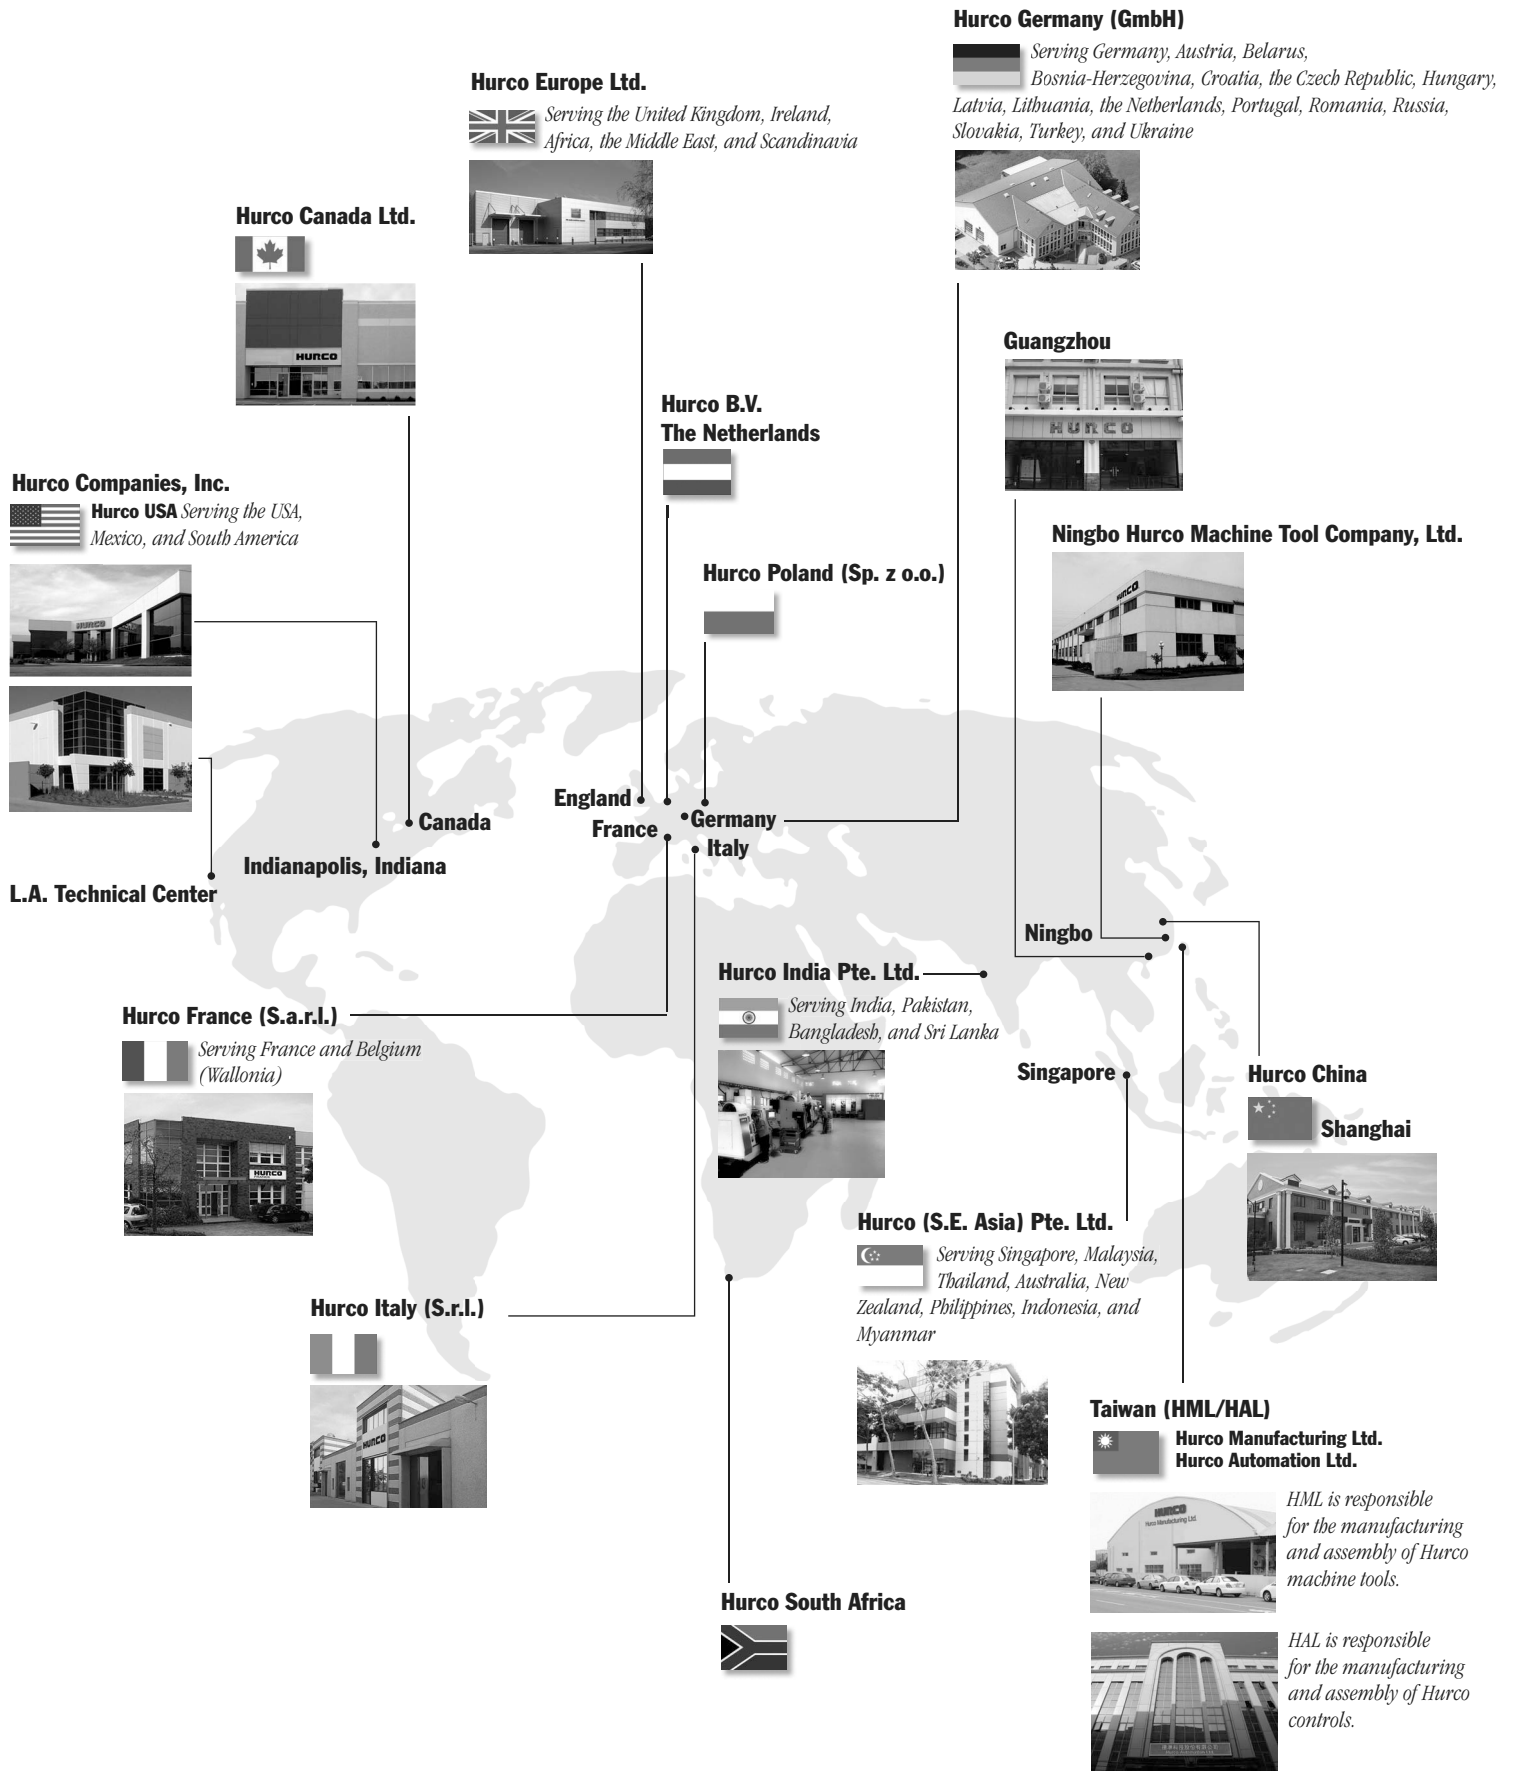 Hurco Germany (GmbH)
Serving Germany, Austria, Belarus,
Bosnia-Herzegovina, Croatia, the Czech Republic, Hungary,
Latvia, Lithuania, the Netherlands, Portugal, Romania, Russia,
Slovakia, Turkey, and Ukraine
Hurco Europe Ltd.
Serving the United Kingdom, Ireland,
Africa, the Middle East, and Scandinavia
Hurco Canada Ltd.
HURCO
Guangzhou
HURCO
Hurco B.V.
The Netherlands
Hurco Companies, Inc.
Hurco USA Serving the USA,
Mexico, and South America
HURCO
Ningbo Hurco Machine Tool Company, Ltd.
HURCO
Hurco Poland (Sp. z o.o.)
England
France
Germany
Italy
Canada
Indianapolis, Indiana
L.A. Technical Center
Ningbo
Hurco India Pte. Ltd.
Serving India, Pakistan,
Bangladesh, and Sri Lanka
Hurco France (S.a.r.l.)
Serving France and Belgium
(Wallonia)
HURCO
Singapore
Hurco China
Shanghai
Hurco (S.E. Asia) Pte. Ltd.
Serving Singapore, Malaysia,
Thailand, Australia, New
Zealand, Philippines, Indonesia, and
Myanmar
Hurco Italy (S.r.l.)
HURCO
Taiwan (HML/HAL)
Hurco Manufacturing Ltd.
Hurco Automation Ltd.
HURCO
Hurco Manufacturing Ltd.
HML is responsible
for the manufacturing
and assembly of Hurco
machine tools.
Hurco South Africa
HAL is responsible
for the manufacturing
and assembly of Hurco
controls.